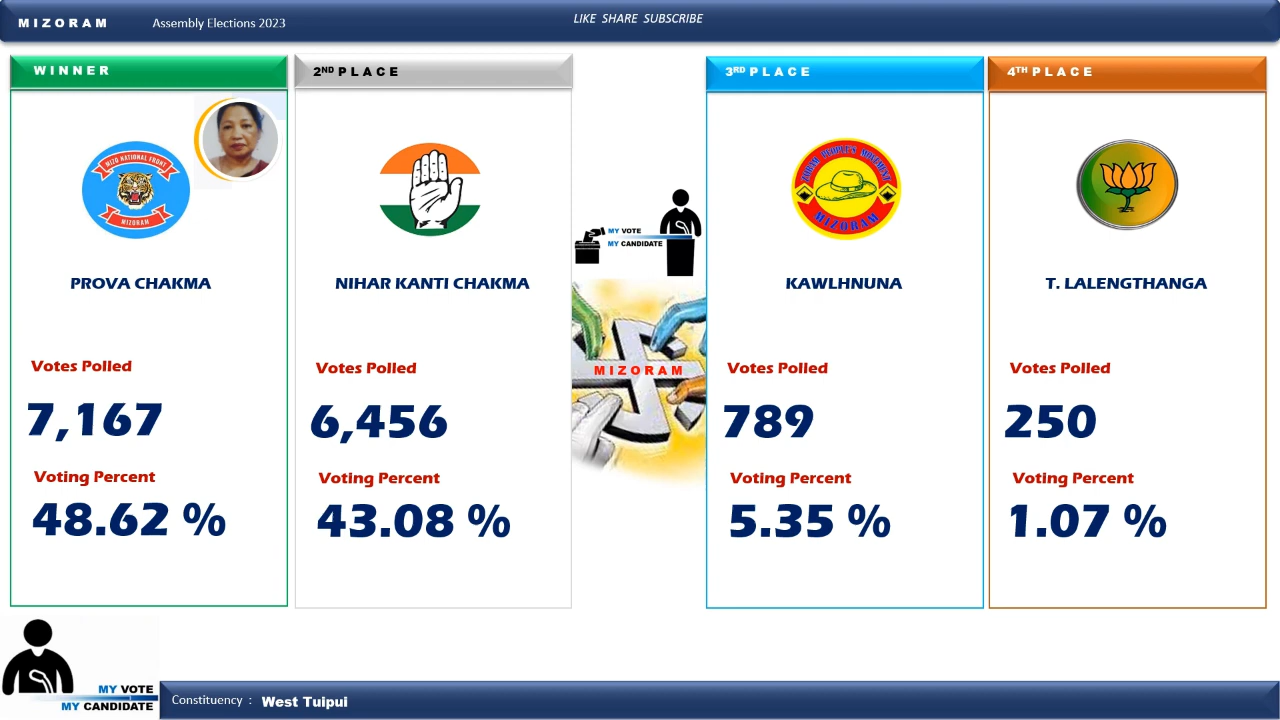 MIZORAM
Assembly Elections 2023
LIKE SHARE SUBSCRIBE
WINNER
MIZO NATIONAL FRONT
MIZORAM
PROVA CHAKMA
Votes Polled
7,167
Voting Percent
48.62 %
2ND PLACE
NIHAR KANTI CHAKMA
Votes Polled
6,456
Voting Percent
43.08 %
MY VOTE
MY CANDIDATE
MIZORAM
3RD PLACE
ZORAM PEOPLE'S MOVEMENT
MIZORAM
KAWLHNUNA
Votes Polled
789
Voting Percent
5.35 %
4TH PLACE
T. LALENGTHANGA
Votes Polled
250
Voting Percent
1.07 %
MY VOTE
MY CANDIDATE
Constituency : West Tuipui